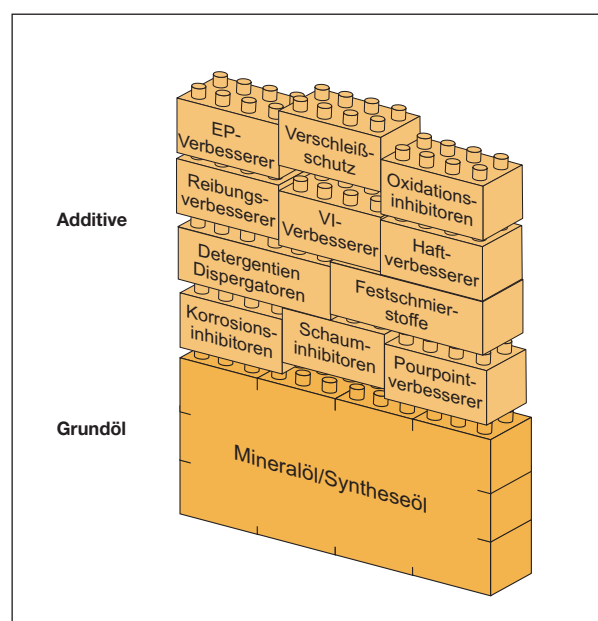 EP-
Verbesserer
Verschleiß-
schutz
Oxidations-
inhibitoren
Additive
Reibungs-
verbesserer
VI-
Verbesserer
Haft-
verbesserer
Detergentien
Dispergatoren
Festschmier-
stoffe
Korrosions-
inhibitoren
Schaum-
inhibitoren
Pourpoint-
verbesserer
Grundöl
Mineralöl/Syntheseöl